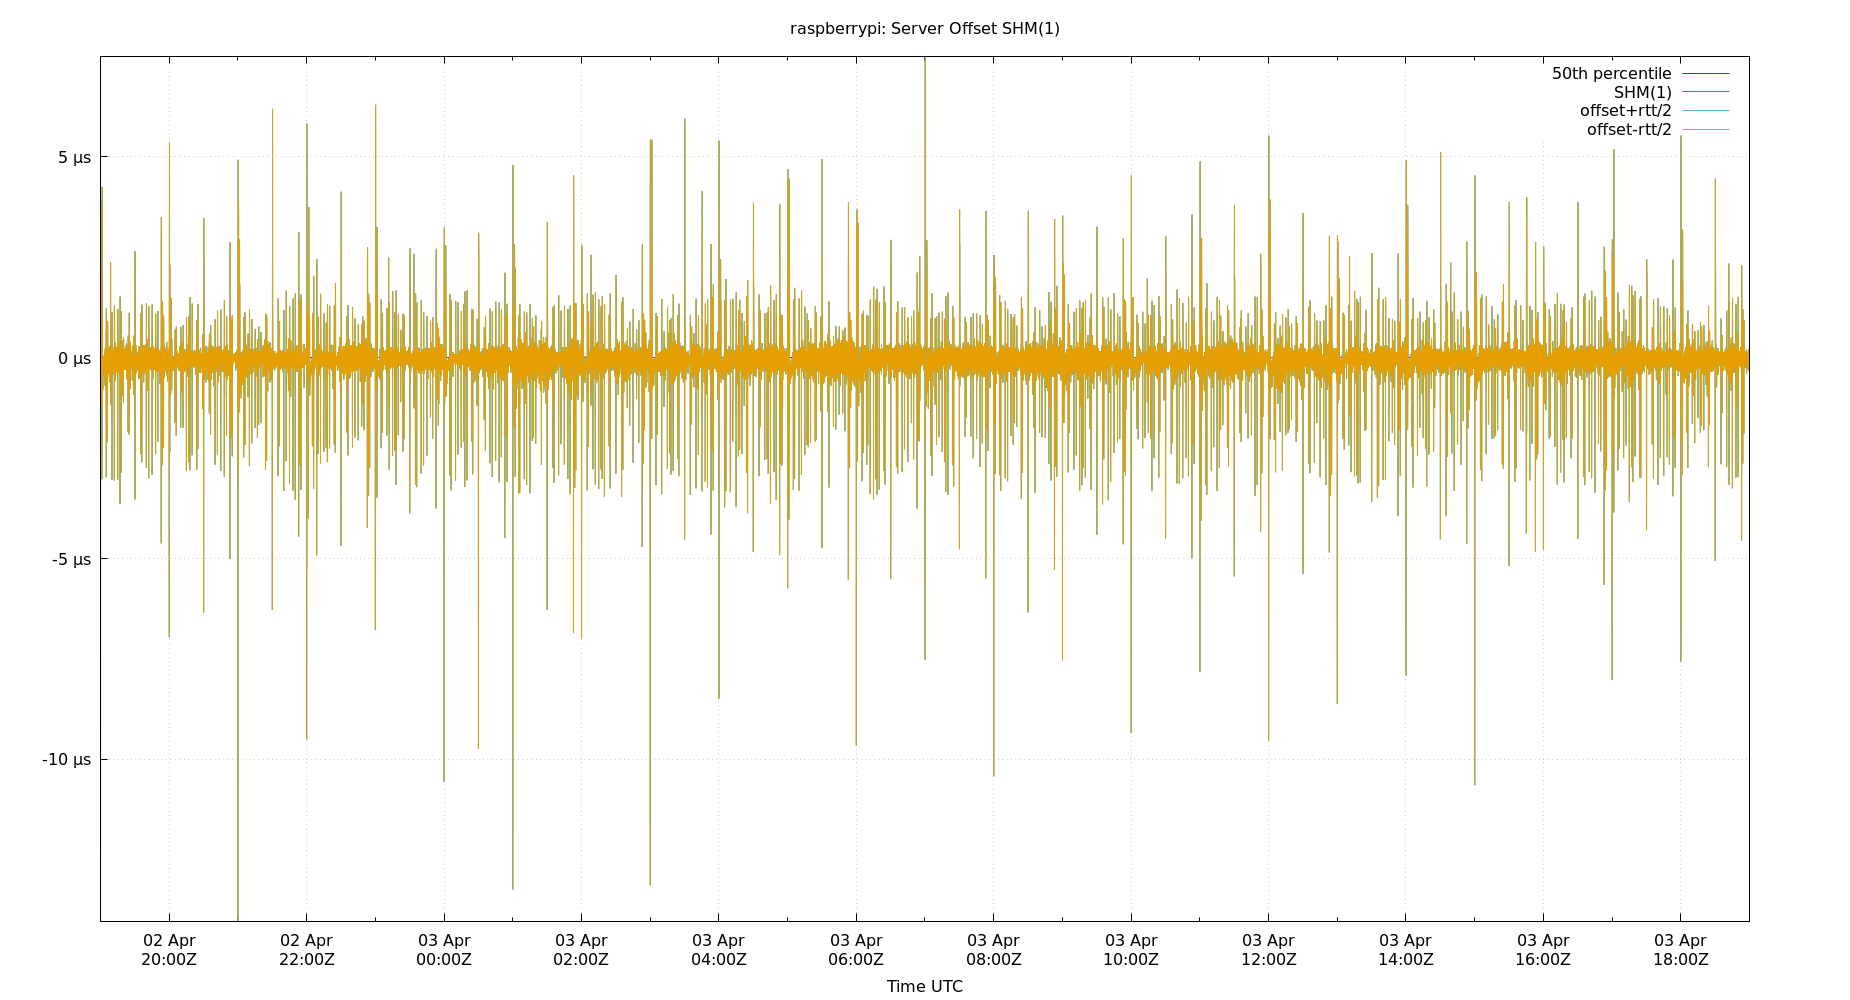 raspberrypi: Server Offset SHM(1)
50th percentile
SHM(1)
offset+rtt/2
offset-rtt/2
5 µs
0 µs
-5 µs
-10 µs
02 Apr 02 Apr 03 Apr 03 Apr 03 Apr 03 Apr 03 Apr 03 Apr 03 Apr 03 Apr 03 Apr 03 Apr
20:00Z 22:00Z 00:00Z 02:00Z 04:00Z 06:00Z 08:00Z 10:00Z 12:00Z 14:00Z 16:00Z 18:00Z
Time UTC